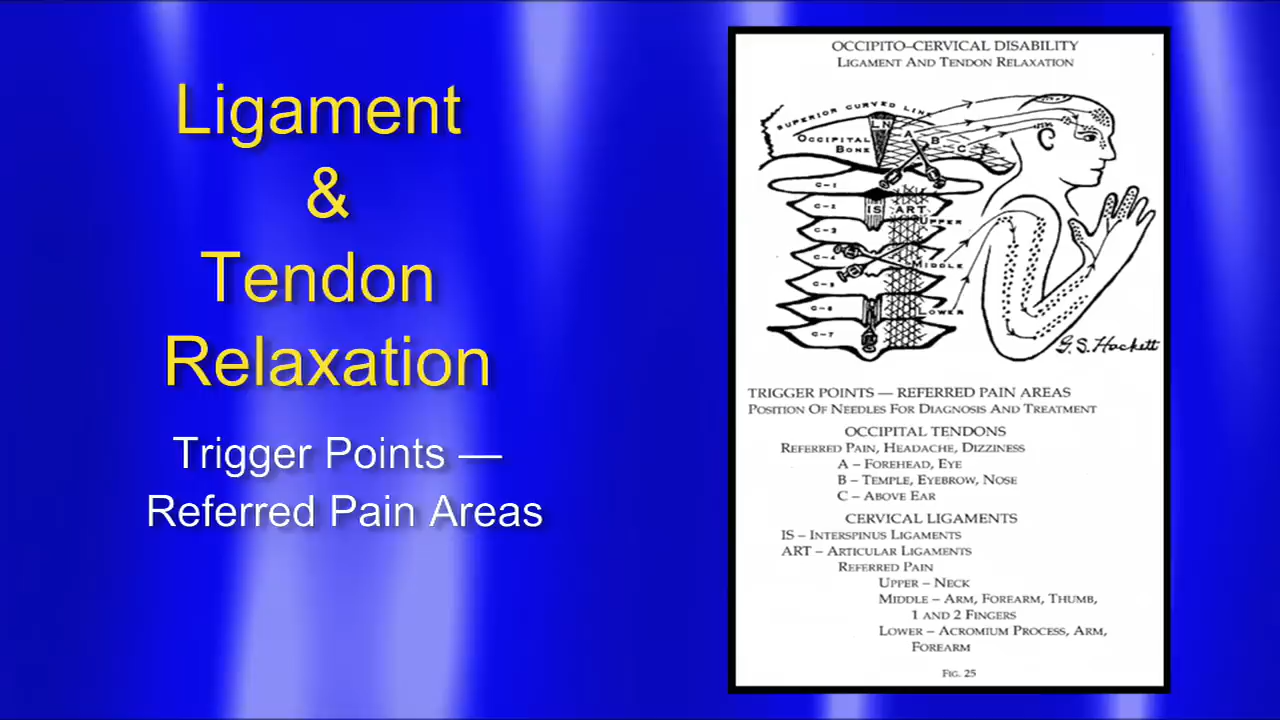 Ligament
&
Tendon
Relaxation
Trigger Points —
Referred Pain Areas
OCCIPITO–CERVICAL DISABILITY
LIGAMENT AND TENDON RELAXATION
SUPERIOR CURVED LINE
LN
A
B
C
OCCIPITAL
BONE
C-1
C-2
IS
ART
UPPER
C-3
C-4
MIDDLE
C-5
C-6
LOWER
C-7
G.S. Hackett
TRIGGER POINTS — REFERRED PAIN AREAS
POSITION OF NEEDLES FOR DIAGNOSIS AND TREATMENT
OCCIPITAL TENDONS
REFERRED PAIN, HEADACHE, DIZZINESS
A – FOREHEAD, EYE
B – TEMPLE, EYEBROW, NOSE
C – ABOVE EAR
CERVICAL LIGAMENTS
IS – INTERSPINUS LIGAMENTS
ART – ARTICULAR LIGAMENTS
REFERRED PAIN
UPPER – NECK
MIDDLE – ARM, FOREARM, THUMB,
1 AND 2 FINGERS
LOWER – ACROMIUM PROCESS, ARM,
FOREARM
FIG. 25